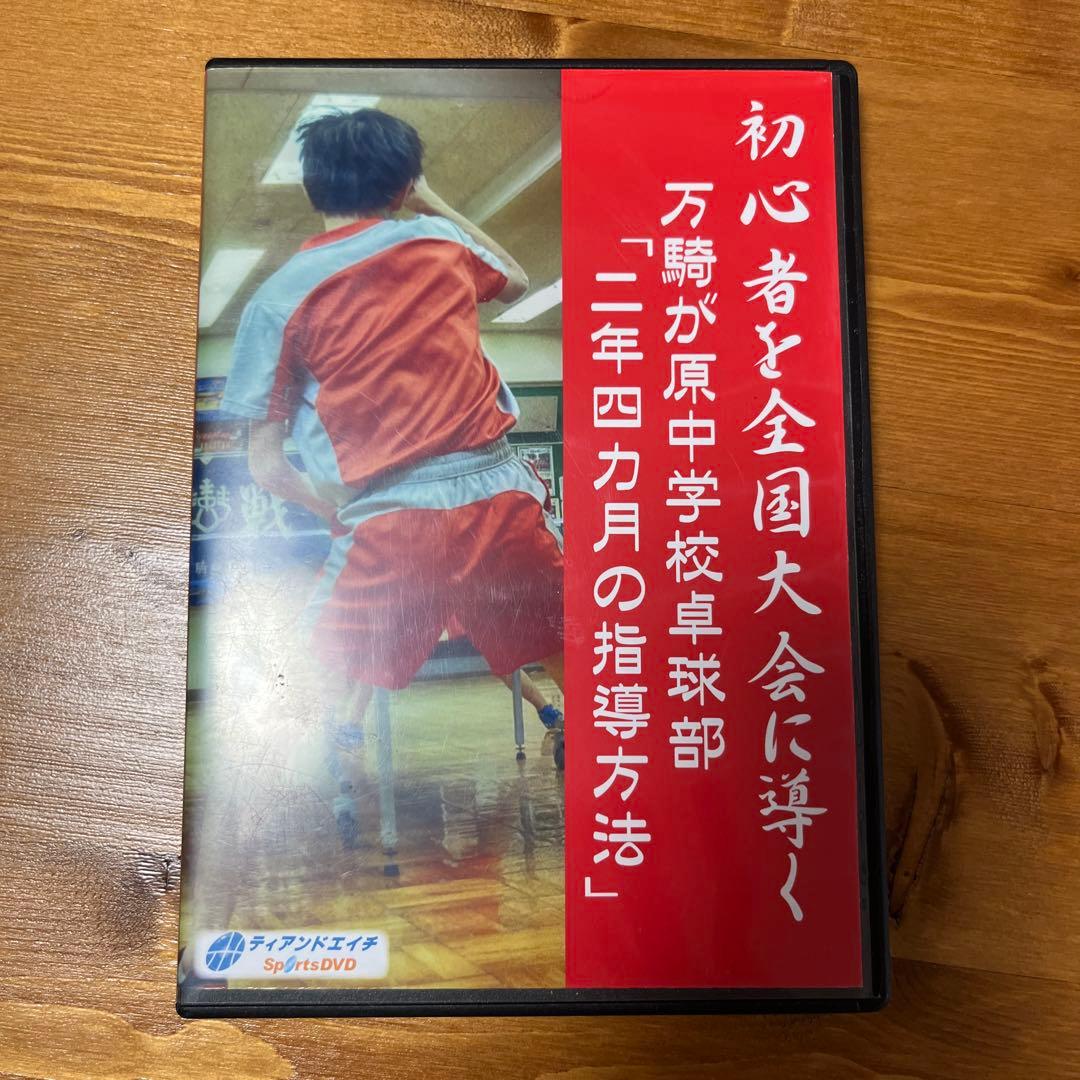 初心者を全国大会に導く
万騎が原中学校卓球部
「二年四カ月の指導方法」
ティアンドエイチ
SportsDVD